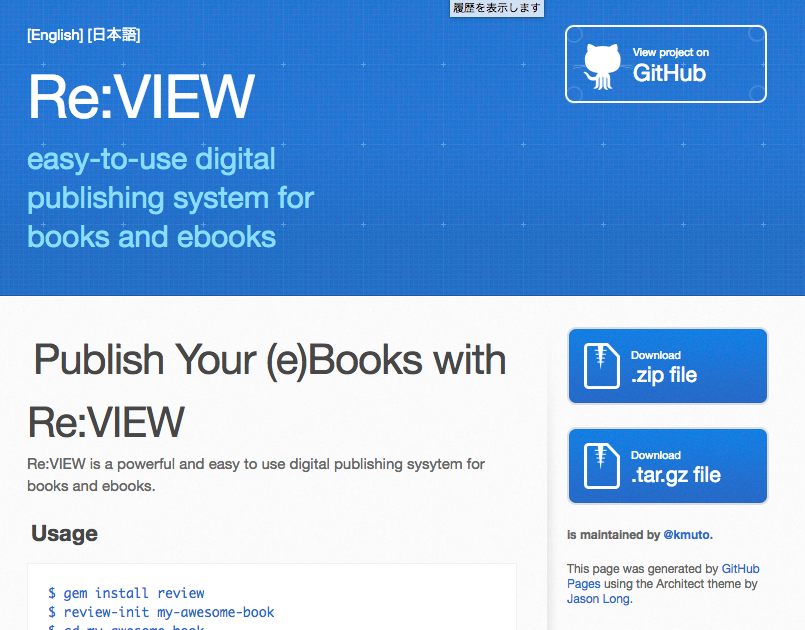 履歴を表示します
[English] [日本語]
View project on
GitHub
Re:VIEW
easy-to-use digital
publishing system for
books and ebooks
Publish Your (e)Books with
Re:VIEW
Re:VIEW is a powerful and easy to use digital publishing sysytem for
books and ebooks.
Usage
$ gem install review
$ review-init my-awesome-book
$ cd my-awesome-book
Download
.zip file
Download
.tar.gz file
is maintained by @kmuto.
This page was generated by GitHub
Pages using the Architect theme by
Jason Long.